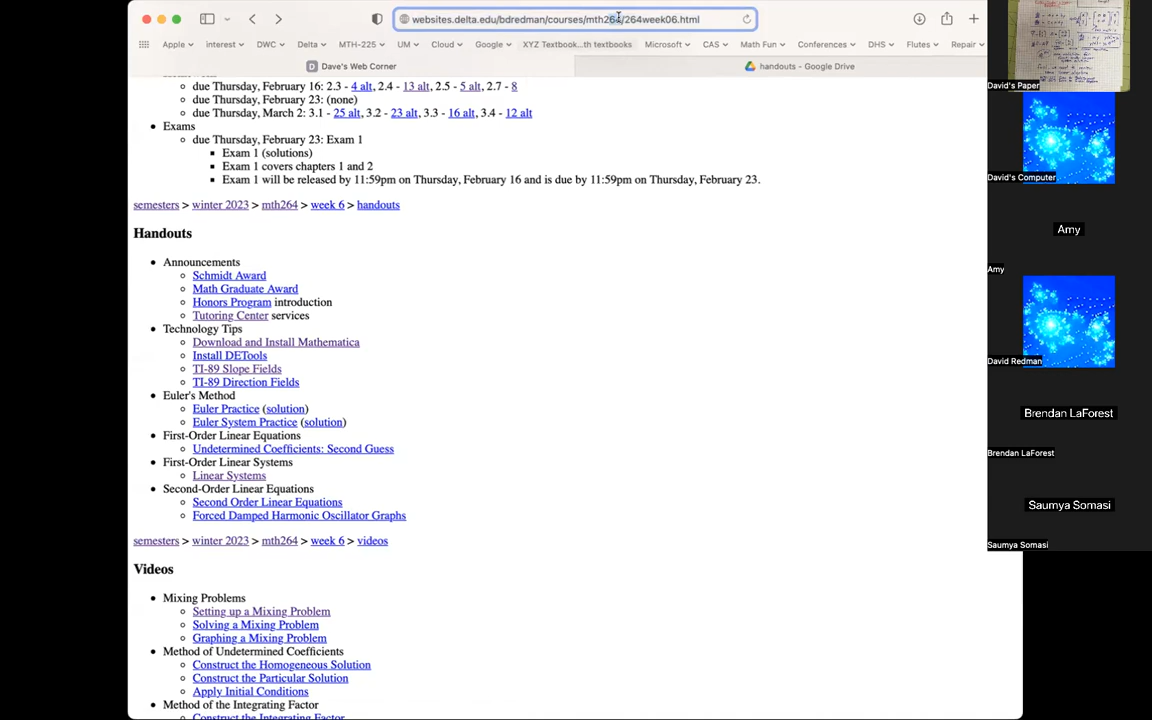 websites.delta.edu/bdredman/courses/mth264/264week06.html
Apple
interest
DWC
Delta
MTH-225
UM
Cloud
Google
XYZ Textbook...th textbooks
Microsoft
CAS
Math Fun
Conferences
DHS
Flutes
Repair
Dave's Web Corner
handouts – Google Drive
due Thursday, February 16: 2.3 - 4 alt, 2.4 - 13 alt, 2.5 - 5 alt, 2.7 - 8
due Thursday, February 23: (none)
due Thursday, March 2: 3.1 - 25 alt, 3.2 - 23 alt, 3.3 - 16 alt, 3.4 - 12 alt
Exams
due Thursday, February 23: Exam 1
Exam 1 (solutions)
Exam 1 covers chapters 1 and 2
Exam 1 will be released by 11:59pm on Thursday, February 16 and is due by 11:59pm on Thursday, February 23.
semesters > winter 2023 > mth264 > week 6 > handouts
Handouts
Announcements
Schmidt Award
Math Graduate Award
Honors Program introduction
Tutoring Center services
Technology Tips
Download and Install Mathematica
Install DETools
TI-89 Slope Fields
TI-89 Direction Fields
Euler's Method
Euler Practice (solution)
Euler System Practice (solution)
First-Order Linear Equations
Undetermined Coefficients: Second Guess
First-Order Linear Systems
Linear Systems
Second-Order Linear Equations
Second Order Linear Equations
Forced Damped Harmonic Oscillator Graphs
semesters > winter 2023 > mth264 > week 6 > videos
Videos
Mixing Problems
Setting up a Mixing Problem
Solving a Mixing Problem
Graphing a Mixing Problem
Method of Undetermined Coefficients
Construct the Homogeneous Solution
Construct the Particular Solution
Apply Initial Conditions
Method of the Integrating Factor
Construct the Integrating Factor
David's Paper
David's Computer
Amy
Amy
David Redman
Brendan LaForest
Brendan LaForest
Saumya Somasi
Saumya Somasi